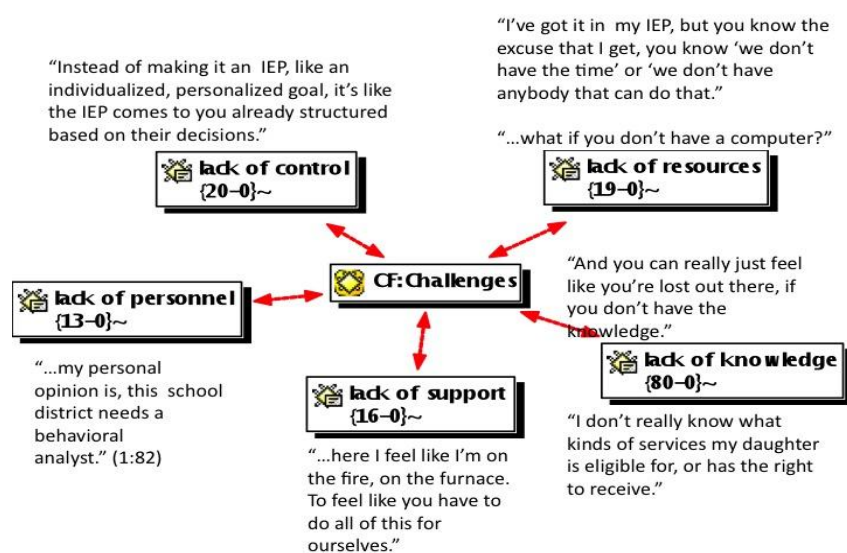 “I’ve got it in my IEP, but you know the
excuse that I get, you know ‘we don’t
have the time’ or ‘we don’t have
anybody that can do that.”
“...what if you don’t have a computer?”
“Instead of making it an IEP, like an
individualized, personalized goal, it’s like
the IEP comes to you already structured
based on their decisions.”
lack of control
{20-0}~
lack of resources
{19-0}~
CF:Challenges
“And you can really just feel
like you’re lost out there, if
you don’t have the
knowledge.”
lack of personnel
{13-0}~
lack of knowledge
{80-0}~
“...my personal
opinion is, this school
district needs a
behavioral
analyst.” (1:82)
lack of support
{16-0}~
“...here I feel like I’m on
the fire, on the furnace.
To feel like you have to
do all of this for
ourselves.”
“I don’t really know what
kinds of services my daughter
is eligible for, or has the right
to receive.”